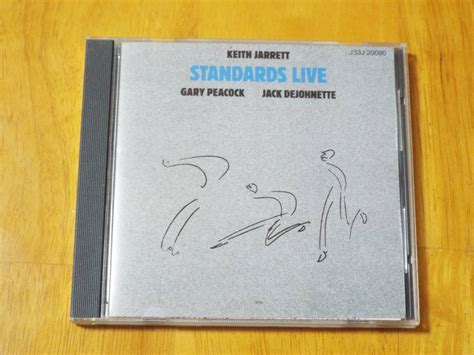 KEITH JARRETT
J33J 20080
STANDARDS LIVE
GARY PEACOCK JACK DEJOHNETTE